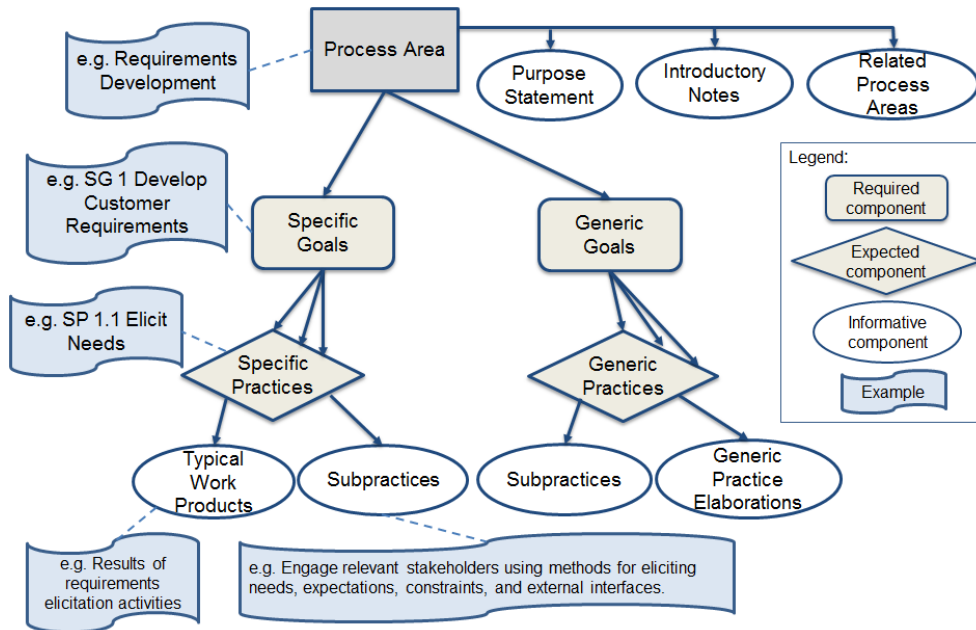 e.g. Requirements
Development
Process Area
Purpose
Statement
Introductory
Notes
Related
Process
Areas
e.g. SG 1 Develop
Customer
Requirements
Specific
Goals
Generic
Goals
Legend:
Required
component
Expected
component
Informative
component
Example
e.g. SP 1.1 Elicit
Needs
Specific
Practices
Generic
Practices
Typical
Work
Products
Subpractices
Subpractices
Generic
Practice
Elaborations
e.g. Results of
requirements
elicitation activities
e.g. Engage relevant stakeholders using methods for eliciting
needs, expectations, constraints, and external interfaces.